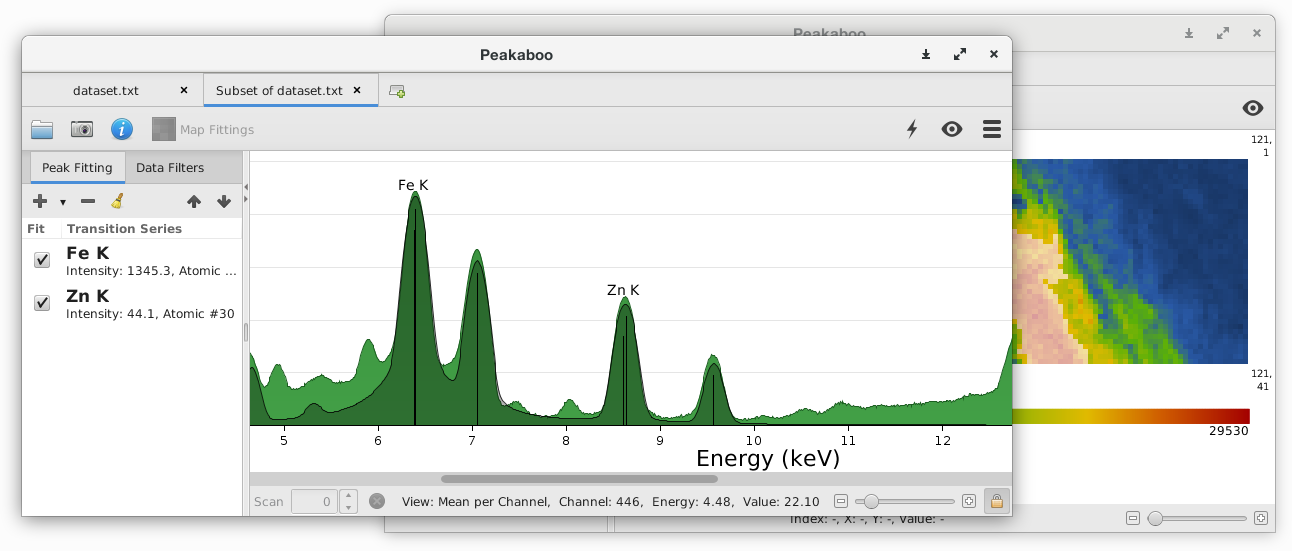 Peakaboo
Peakaboo
dataset.txt
Subset of dataset.txt
Map Fittings
Peak Fitting
Data Filters
Fit
Transition Series
Fe K
Intensity: 1345.3, Atomic ...
Zn K
Intensity: 44.1, Atomic #30
Fe K
Zn K
5 6 7 8 9 10 11 12
Energy (keV)
Scan 0
View: Mean per Channel, Channel: 446, Energy: 4.48, Value: 22.10
121,
1
121,
41
29530
Index: -, X: -, Y: -, Value: -